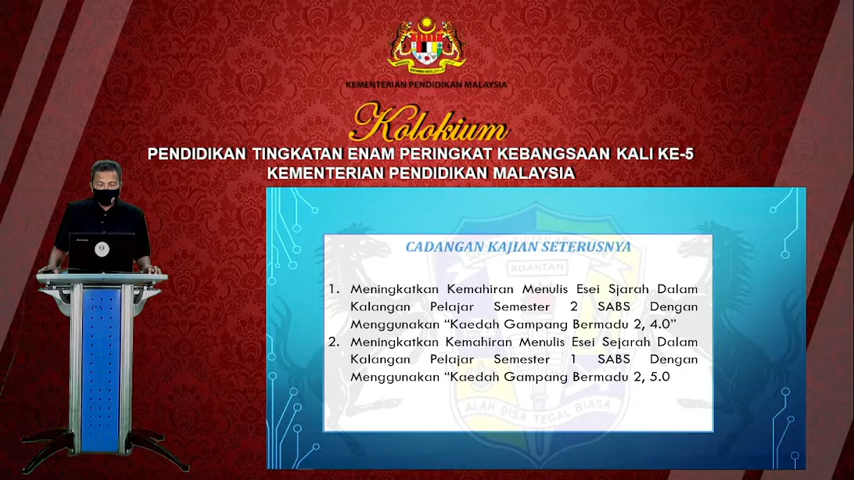 KEMENTERIAN PENDIDIKAN MALAYSIA
Kolokium
PENDIDIKAN TINGKATAN ENAM PERINGKAT KEBANGSAAN KALI KE-5
KEMENTERIAN PENDIDIKAN MALAYSIA
CADANGAN KAJIAN SETERUSNYA
KUANTAN
1. Meningkatkan Kemahiran Menulis Esei Sjarah Dalam
Kalangan Pelajar Semester 2 SABS Dengan
Menggunakan “Kaedah Gampang Bermadu 2, 4.0”
2. Meningkatkan Kemahiran Menulis Esei Sejarah Dalam
Kalangan Pelajar Semester 1 SABS Dengan
Menggunakan “Kaedah Gampang Bermadu 2, 5.0
ALAH BISA TEGAL BIASA